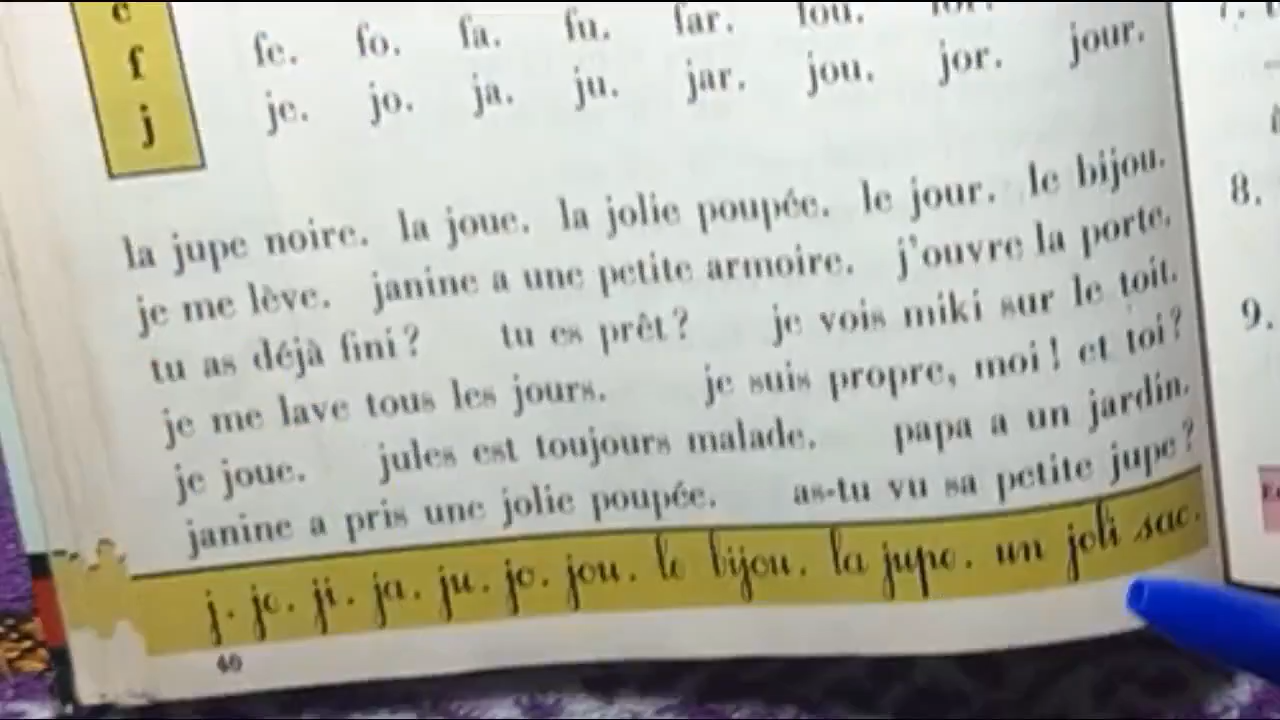 e
f
j
fe. fo. fa. fu. far. fou.
je. jo. ja. ju. jar. jou. jor. jour.
la jupe noire. la joue. la jolie poupée. le jour. le bijou.
je me lève. janine a une petite armoire. j'ouvre la porte.
tu as déjà fini? tu es prêt? je vois miki sur le toit.
je me lave tous les jours. je suis propre, moi! et toi?
je joue. jules est toujours malade. papa a un jardin.
janine a pris une jolie poupée. as-tu vu sa petite jupe?
j. je. ji. ja. ju. jo. jou. le bijou. la jupe. un joli sac.
40
7.
8.
9.